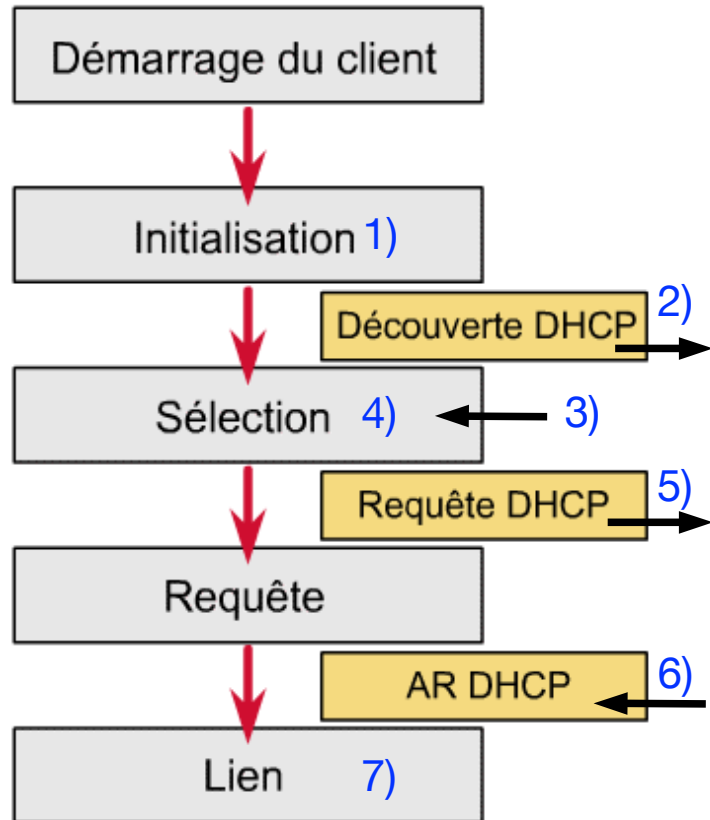 Démarrage du client
Initialisation 1)
Découverte DHCP 2)
Sélection 4) 3)
Requête DHCP 5)
Requête
AR DHCP 6)
Lien 7)